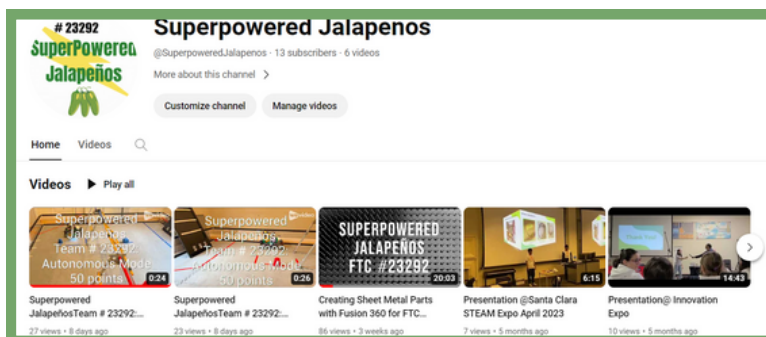 # 23292
SuperPowered
Jalapeños
Superpowered Jalapenos
@SuperpoweredJalapenos · 13 subscribers · 6 videos
More about this channel >
Customize channel
Manage videos
Home
Videos
Videos
Play all
Superpowered
Jalapeños
Team # 23292:
Autonomous Mode
50 points
0:24
Superpowered
Jalapeños
Team # 23292:
Autonomous Mode
50 points
0:26
SUPERPOWERED
JALAPEÑOS
FTC #23292
20:03
6:15
Thank You
14:43
Superpowered
JalapeñosTeam # 23292:...
27 views • 8 days ago
Superpowered
JalapeñosTeam # 23292:...
23 views • 8 days ago
Creating Sheet Metal Parts
with Fusion 360 for FTC...
86 views • 3 weeks ago
Presentation @Santa Clara
STEAM Expo April 2023
7 views • 5 months ago
Presentation@ Innovation
Expo
10 views • 5 months ago